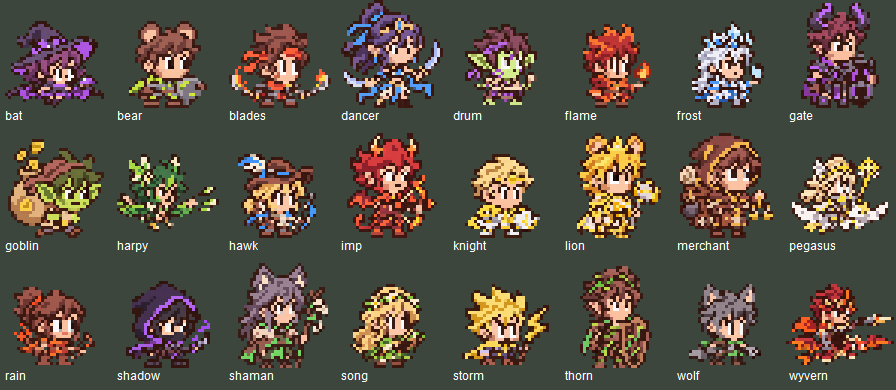 bat bear blades dancer drum flame frost gate
goblin harpy hawk imp knight lion merchant pegasus
rain shadow shaman song storm thorn wolf wyvern